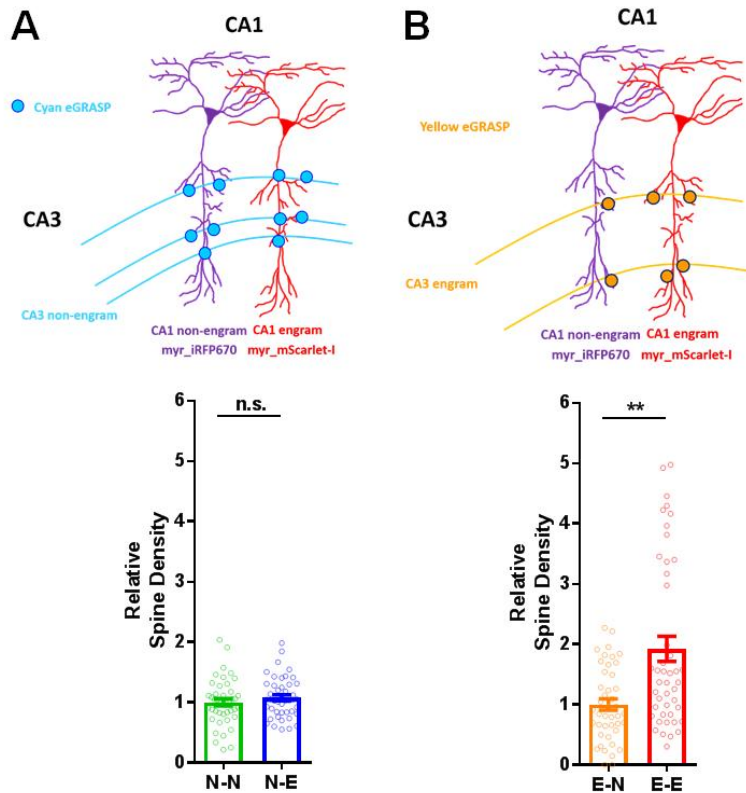 A
CA1
Cyan eGRASP
CA3
CA3 non-engram
CA1 non-engram CA1 engram
myr_iRFP670 myr_mScarlet-I
6
5
4
3
2
1
0
Relative
Spine Density
n.s.
N-N N-E
B
CA1
Yellow eGRASP
CA3
CA3 engram
CA1 non-engram CA1 engram
myr_iRFP670 myr_mScarlet-I
6
5
4
3
2
1
0
Relative
Spine Density
**
E-N E-E